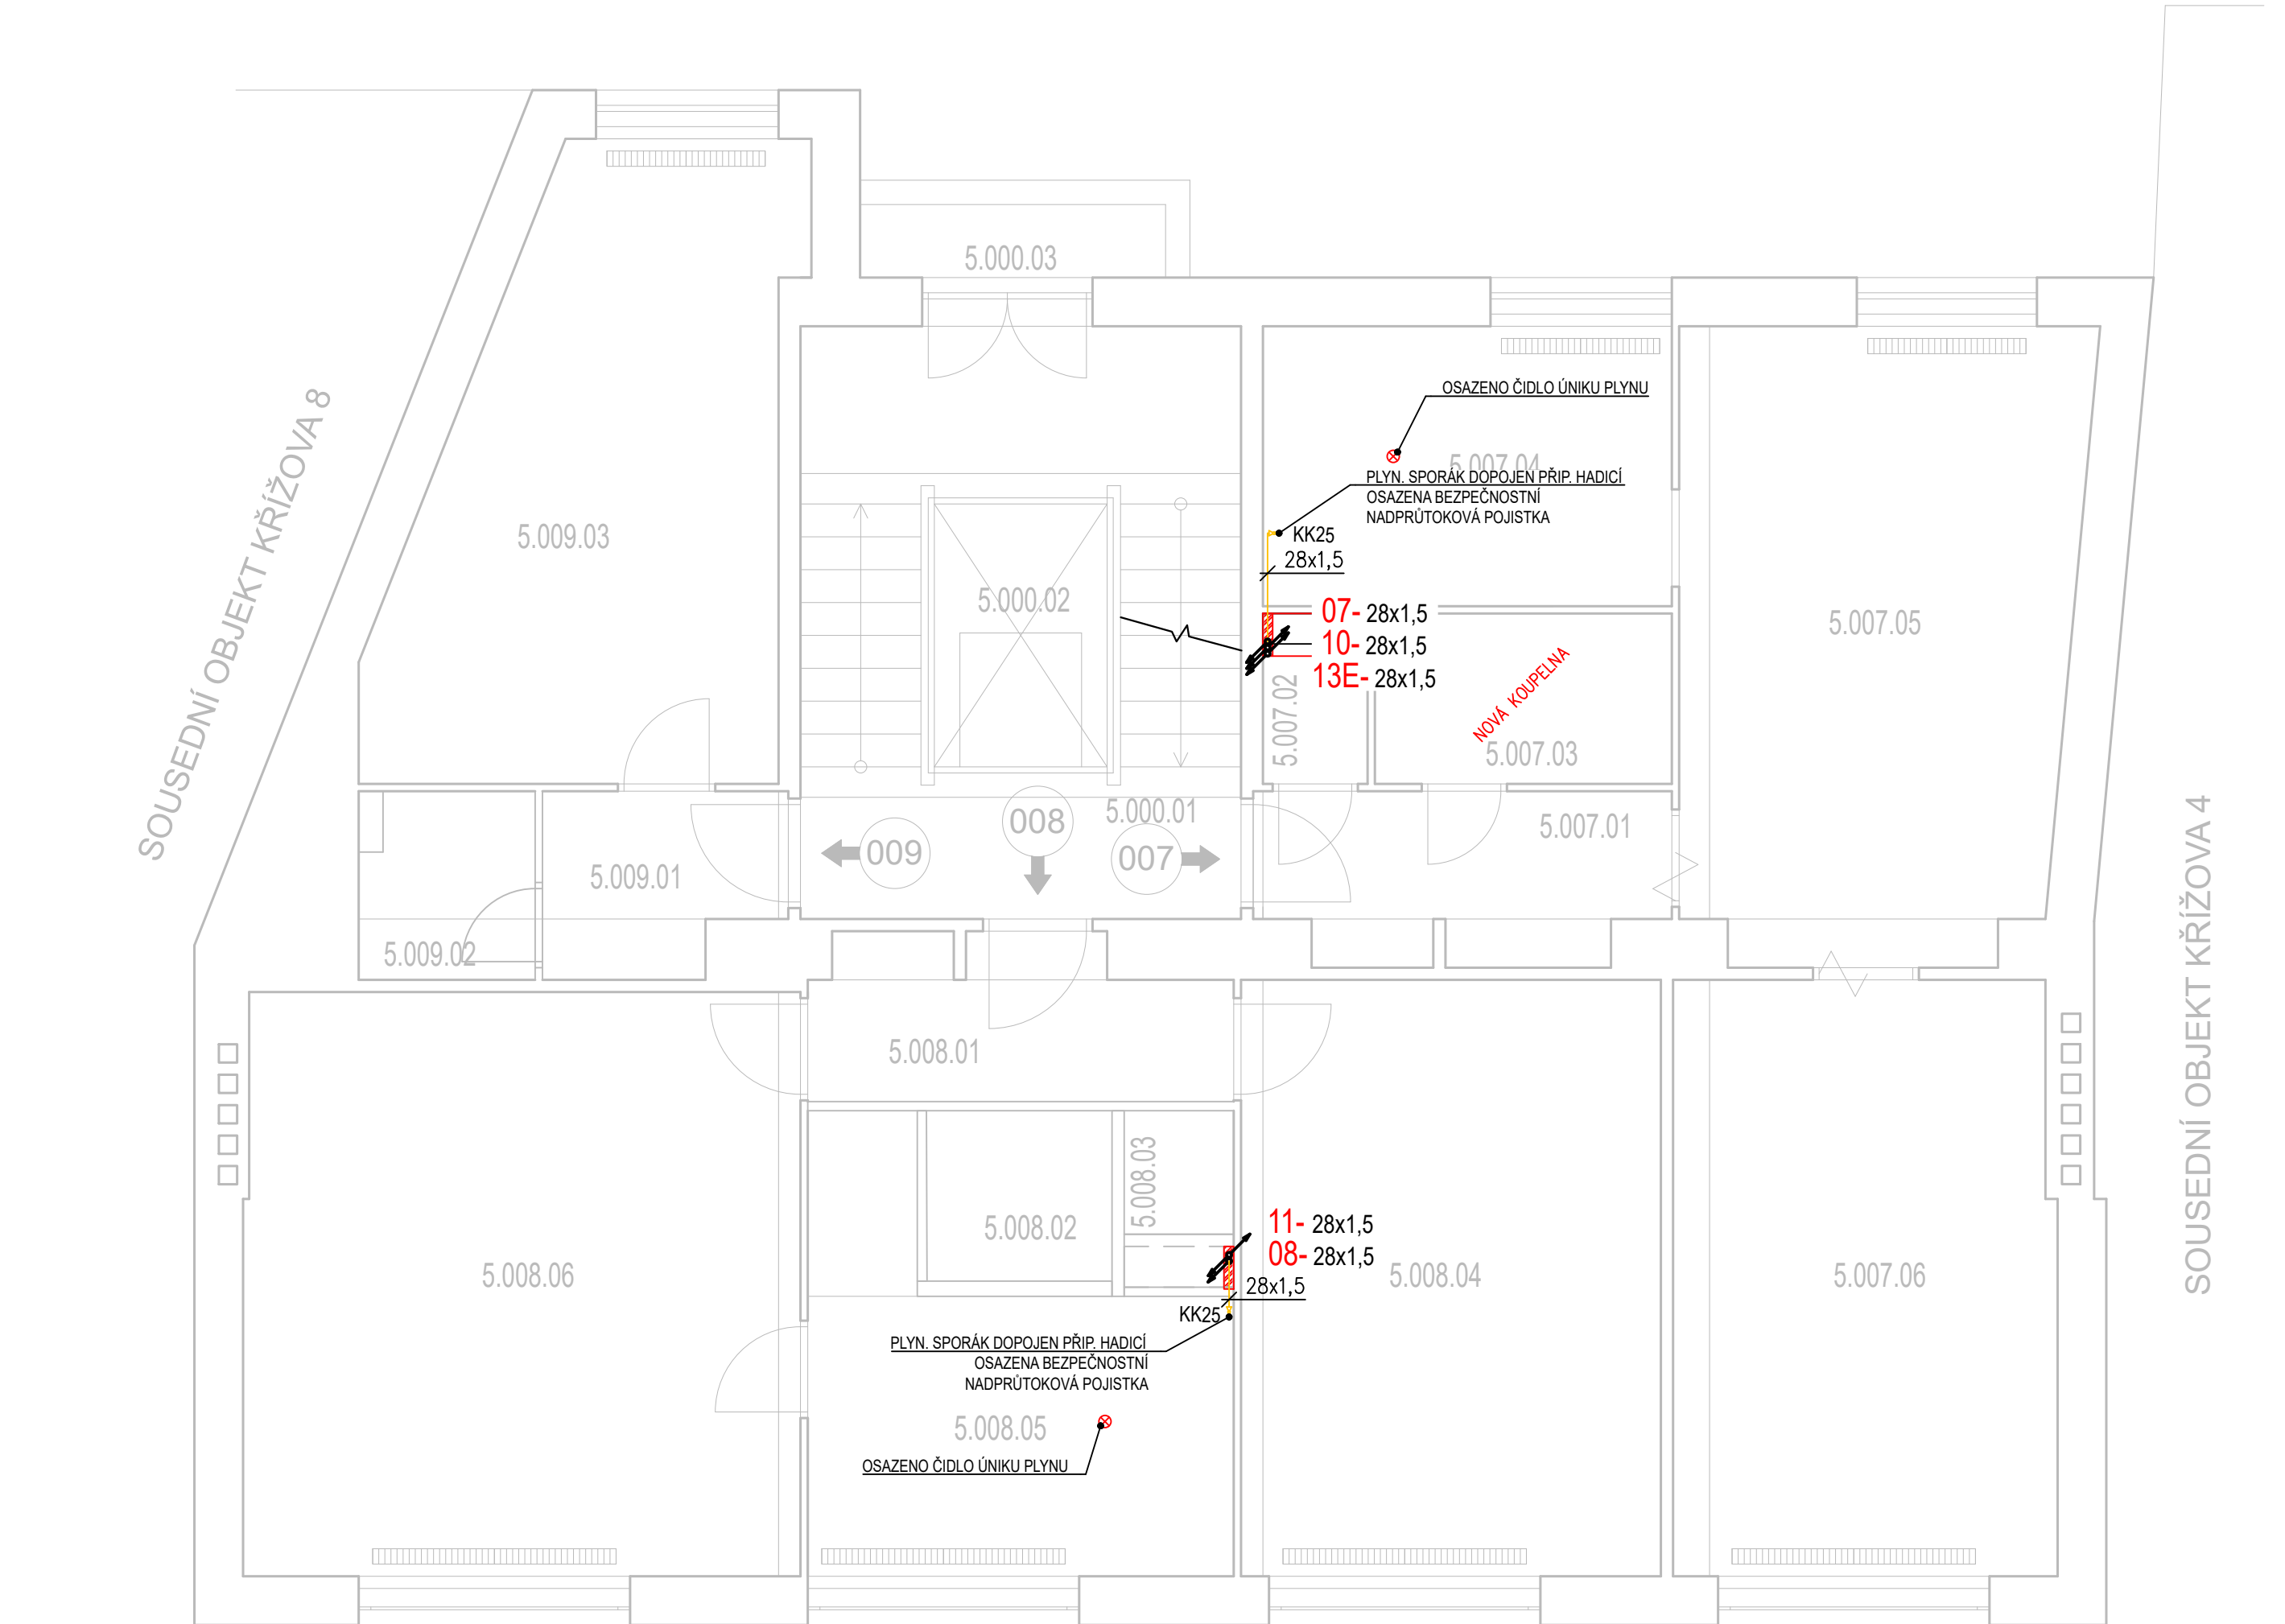 5.000.03
SOUSEDNÍ OBJEKT KŘÍŽOVA 8
OSAZENO ČIDLO ÚNIKU PLYNU
5.007.04
PLYN. SPORÁK DOPOJEN PŘIP. HADICÍ
OSAZENA BEZPEČNOSTNÍ
NADPRŮTOKOVÁ POJISTKA
5.009.03
KK25
28x1,5
5.000.02
07- 28x1,5
10- 28x1,5
13E- 28x1,5
5.007.05
NOVÁ KOUPELNA
5.007.02
5.007.03
5.000.01
008
009
007
5.007.01
5.009.01
5.009.02
SOUSEDNÍ OBJEKT KŘÍŽOVA 4
5.008.01
5.008.03
5.008.02
11- 28x1,5
08- 28x1,5
28x1,5
KK25
5.008.06
5.008.04
5.007.06
PLYN. SPORÁK DOPOJEN PŘIP. HADICÍ
OSAZENA BEZPEČNOSTNÍ
NADPRŮTOKOVÁ POJISTKA
5.008.05
OSAZENO ČIDLO ÚNIKU PLYNU